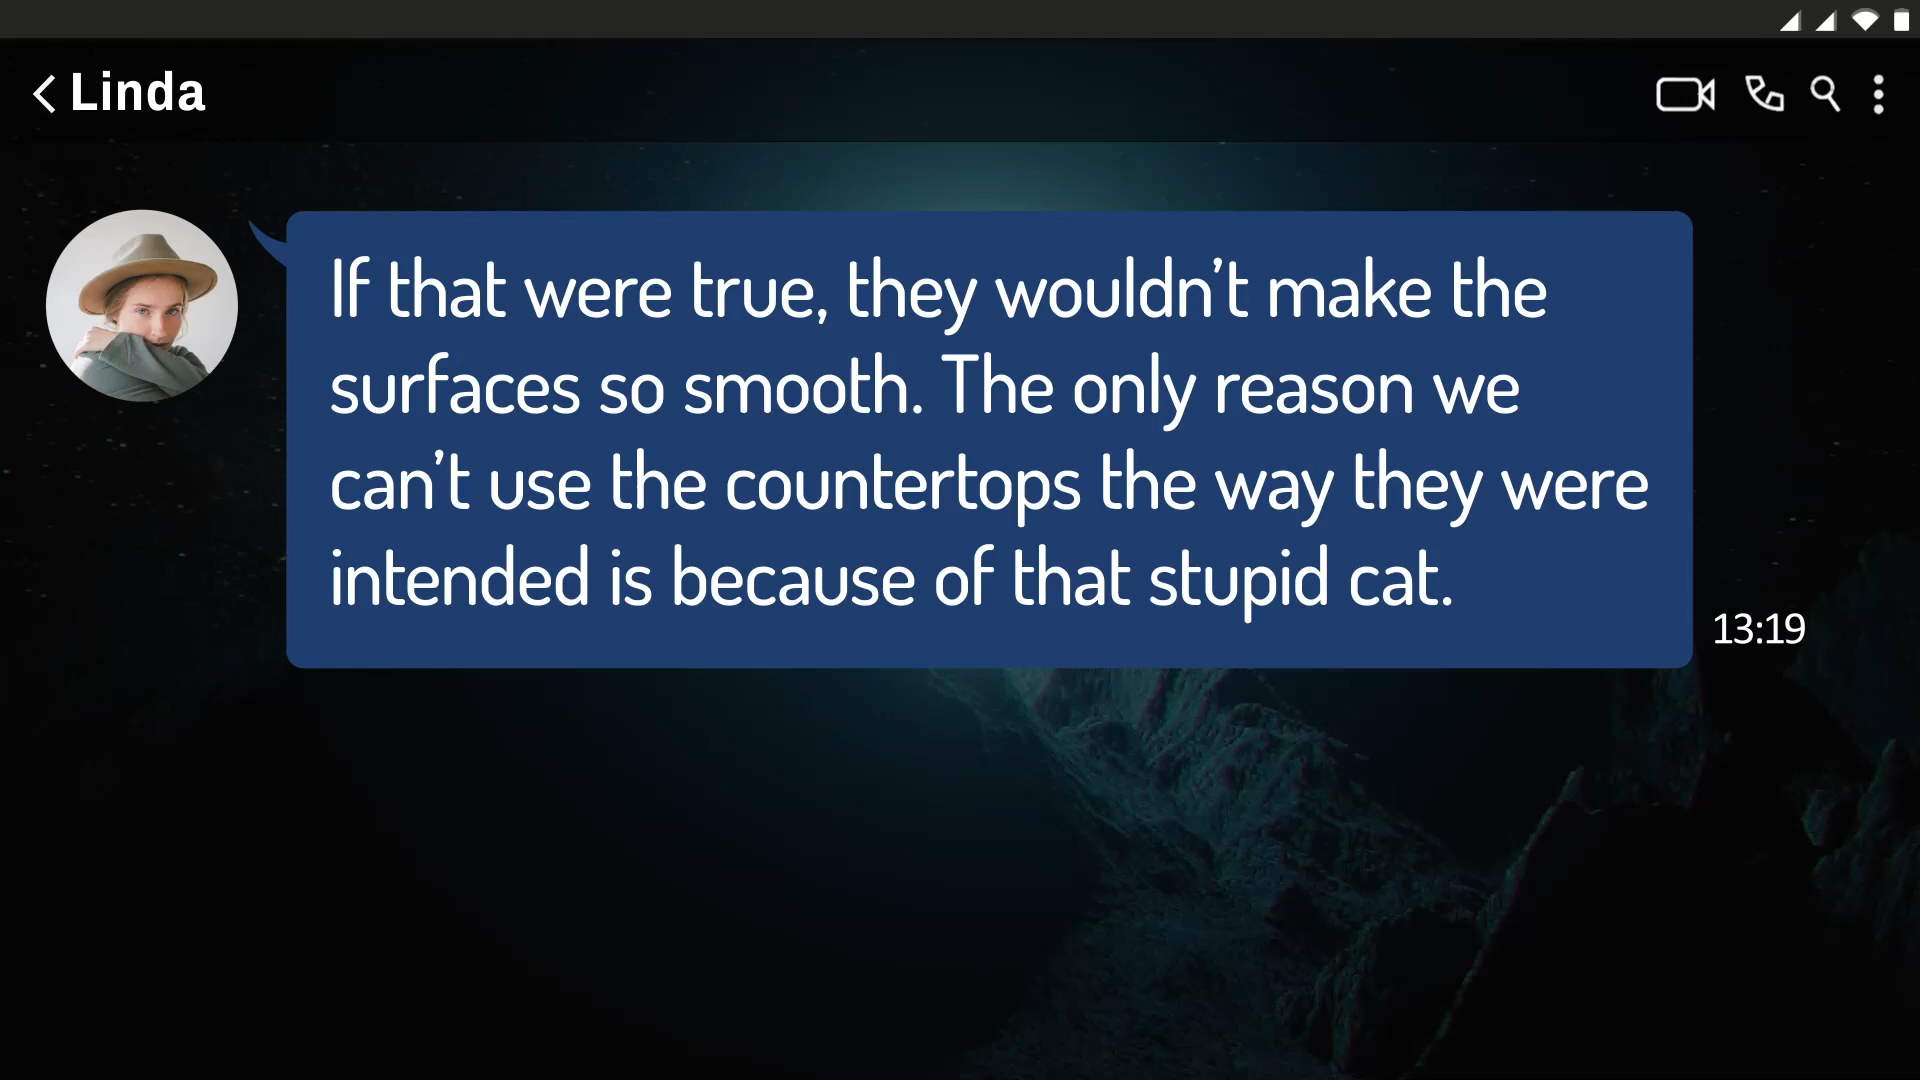 Linda
If that were true, they wouldn’t make the
surfaces so smooth. The only reason we
can’t use the countertops the way they were
intended is because of that stupid cat.
13:19